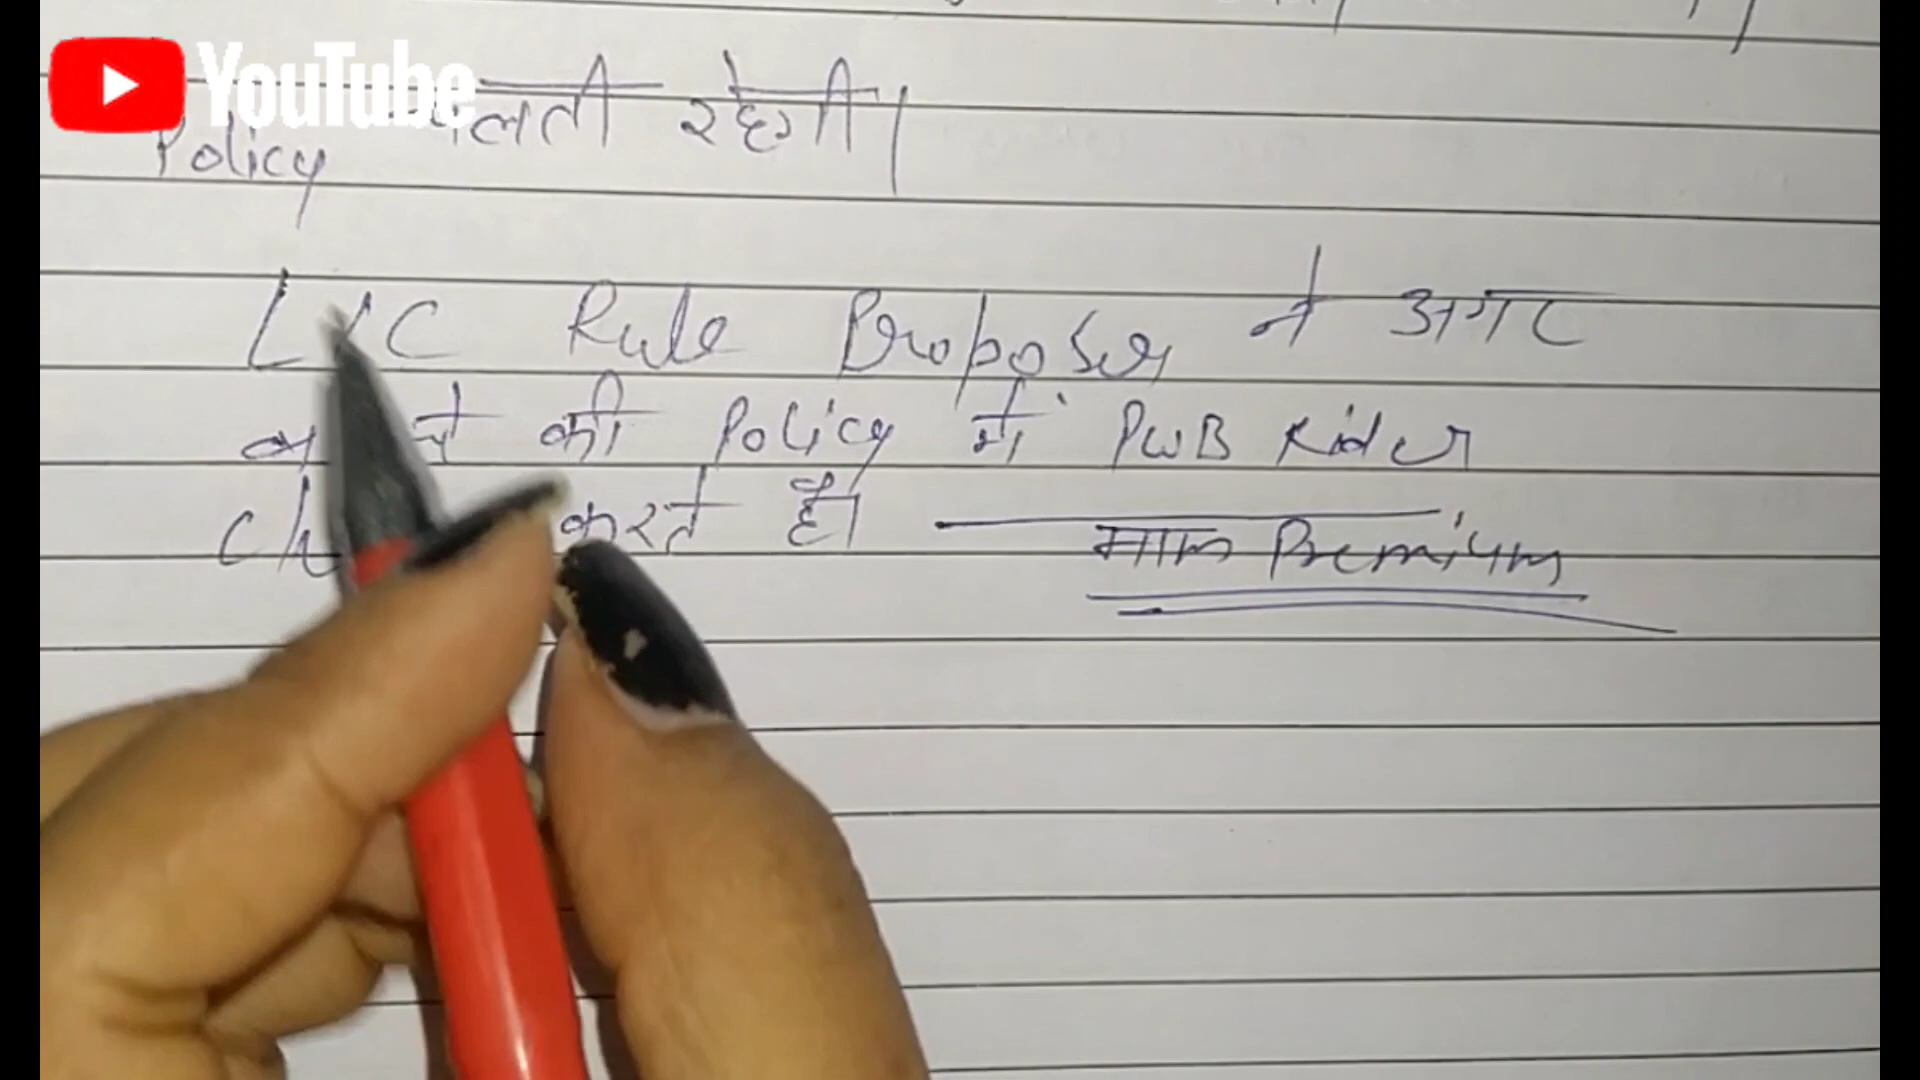 YouTube
Policy चलती रहेगी।
LIC Rule Proposer ने अगर
की Policy में PWB Rider
करते है।
माफ Premium